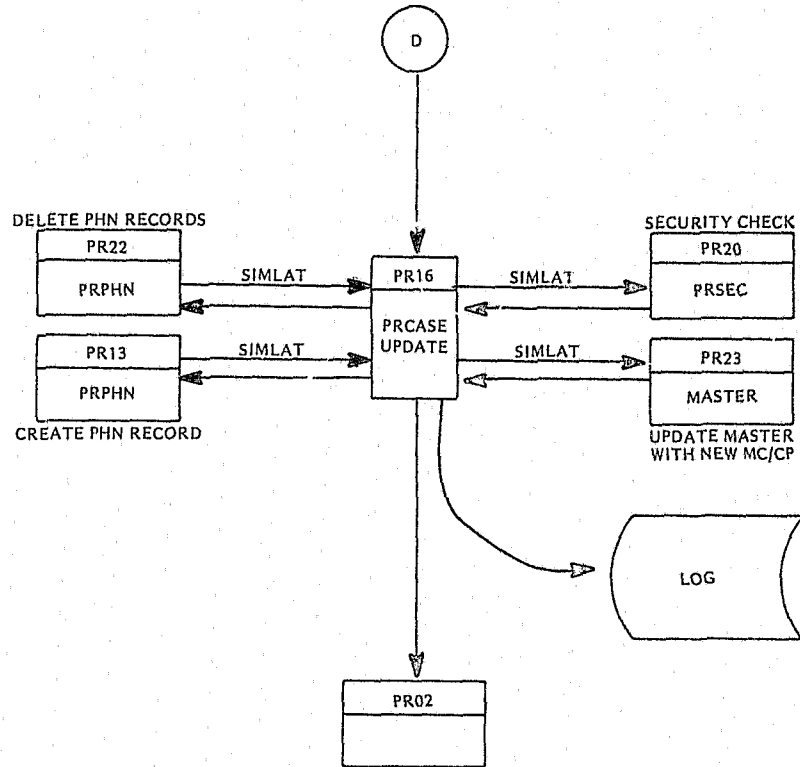 D
DELETE PHN RECORDS
PR22
PRPHN
SIMLAT
PR16
PRCASE
UPDATE
SIMLAT
SECURITY CHECK
PR20
PRSEC
PR13
PRPHN
CREATE PHN RECORD
SIMLAT
SIMLAT
PR23
MASTER
UPDATE MASTER
WITH NEW MC/CP
LOG
PR02